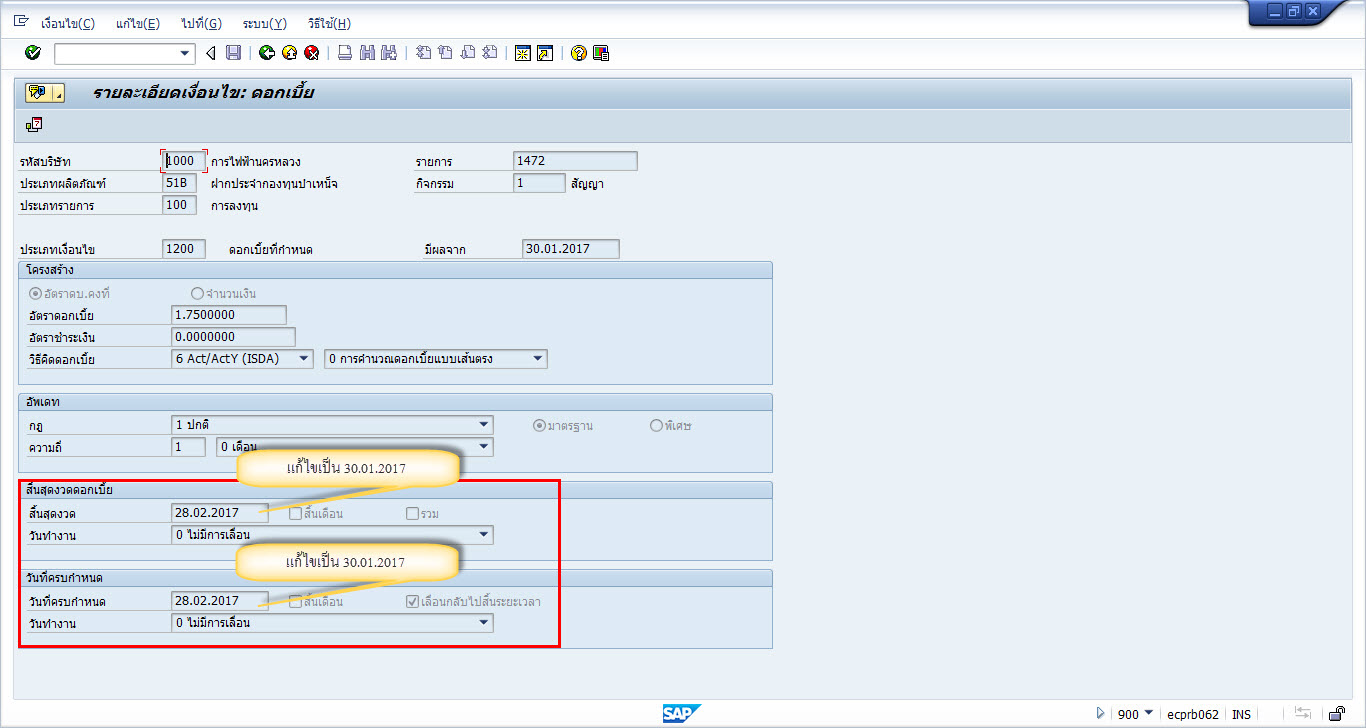 เงื่อนไข(C) แก้ไข(E) ไปที่(G) ระบบ(Y) วิธีใช้(H)
รายละเอียดเงื่อนไข: ดอกเบี้ย
รหัสบริษัท 1000 การไฟฟ้านครหลวง รายการ 1472
ประเภทผลิตภัณฑ์ 51B ฝากประจำกองทุนบำเหน็จ กิจกรรม 1 สัญญา
ประเภทรายการ 100 การลงทุน
ประเภทเงื่อนไข 1200 ดอกเบี้ยที่กำหนด มีผลจาก 30.01.2017
โครงสร้าง
อัตราดบ.คงที่ จำนวนเงิน
อัตราดอกเบี้ย 1.7500000
อัตราชำระเงิน 0.0000000
วิธีคิดดอกเบี้ย 6 Act/ActY (ISDA) 0 การคำนวณดอกเบี้ยแบบเส้นตรง
อัพเดท
กฎ 1 ปกติ มาตรฐาน พิเศษ
ความถี่ 1 0 เดือน
แก้ไขเป็น 30.01.2017
สิ้นสุดงวดดอกเบี้ย
สิ้นสุดงวด 28.02.2017 สิ้นเดือน รวม
วันทำงาน 0 ไม่มีการเลื่อน
แก้ไขเป็น 30.01.2017
วันที่ครบกำหนด
วันที่ครบกำหนด 28.02.2017 สิ้นเดือน เลื่อนกลับไปสิ้นระยะเวลา
วันทำงาน 0 ไม่มีการเลื่อน
SAP 900 ecprb062 INS